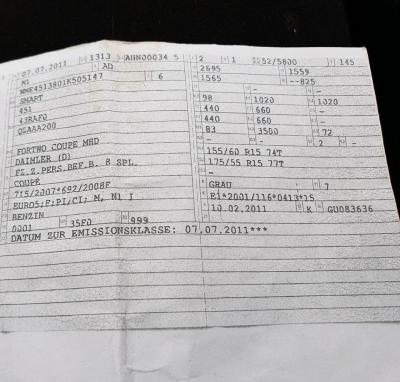 07.07.2011 1313 AHN00034 5
M1 AD
WME4513801K505147 6
SMART
451
43RAF0
QGAAA200
FORTWO COUPE MHD
DAIMLER (D)
FZ.Z.PERS.BEF.B. 8 SPL.
COUPE
715/2007*692/2008F
EURO5;F;PI/CI; M, N1 I
BENZIN
0001 35F0 999
DATUM ZUR EMISSIONSKLASSE: 07.07.2011***
2 1 52/5800 145
2695 1559
1565 --825
- -
98 1020 1020
440 660 -
440 660 -
83 3500 72
- - 2 -
155/60 R15 74T
175/55 R15 77T
-
-
GRAU 7
E1*2001/116*0413*15
10.02.2011 K GU083636